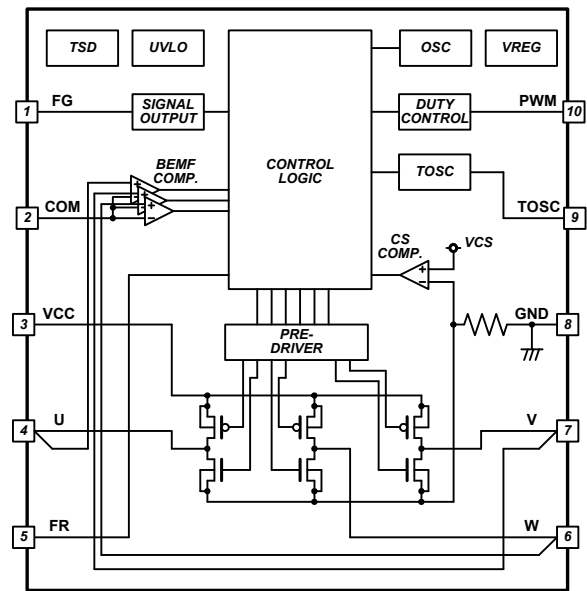 TSD
UVLO
OSC
VREG
1
FG
SIGNAL
OUTPUT
DUTY
CONTROL
PWM
10
BEMF
COMP.
CONTROL
LOGIC
TOSC
2
COM
TOSC
9
CS
COMP.
VCS
3
VCC
GND
8
PRE-
DRIVER
4
U
V
7
5
FR
W
6